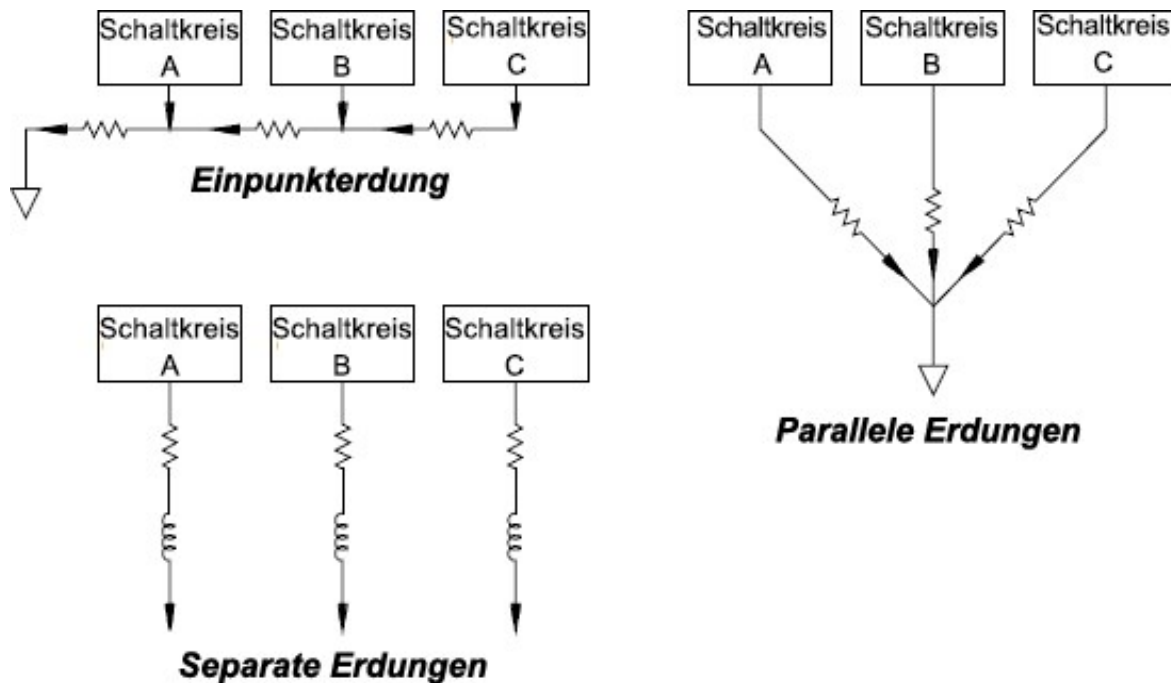 Schaltkreis
A
Schaltkreis
B
Schaltkreis
C
Einpunkterdung
Schaltkreis
A
Schaltkreis
B
Schaltkreis
C
Parallele Erdungen
Schaltkreis
A
Schaltkreis
B
Schaltkreis
C
Separate Erdungen